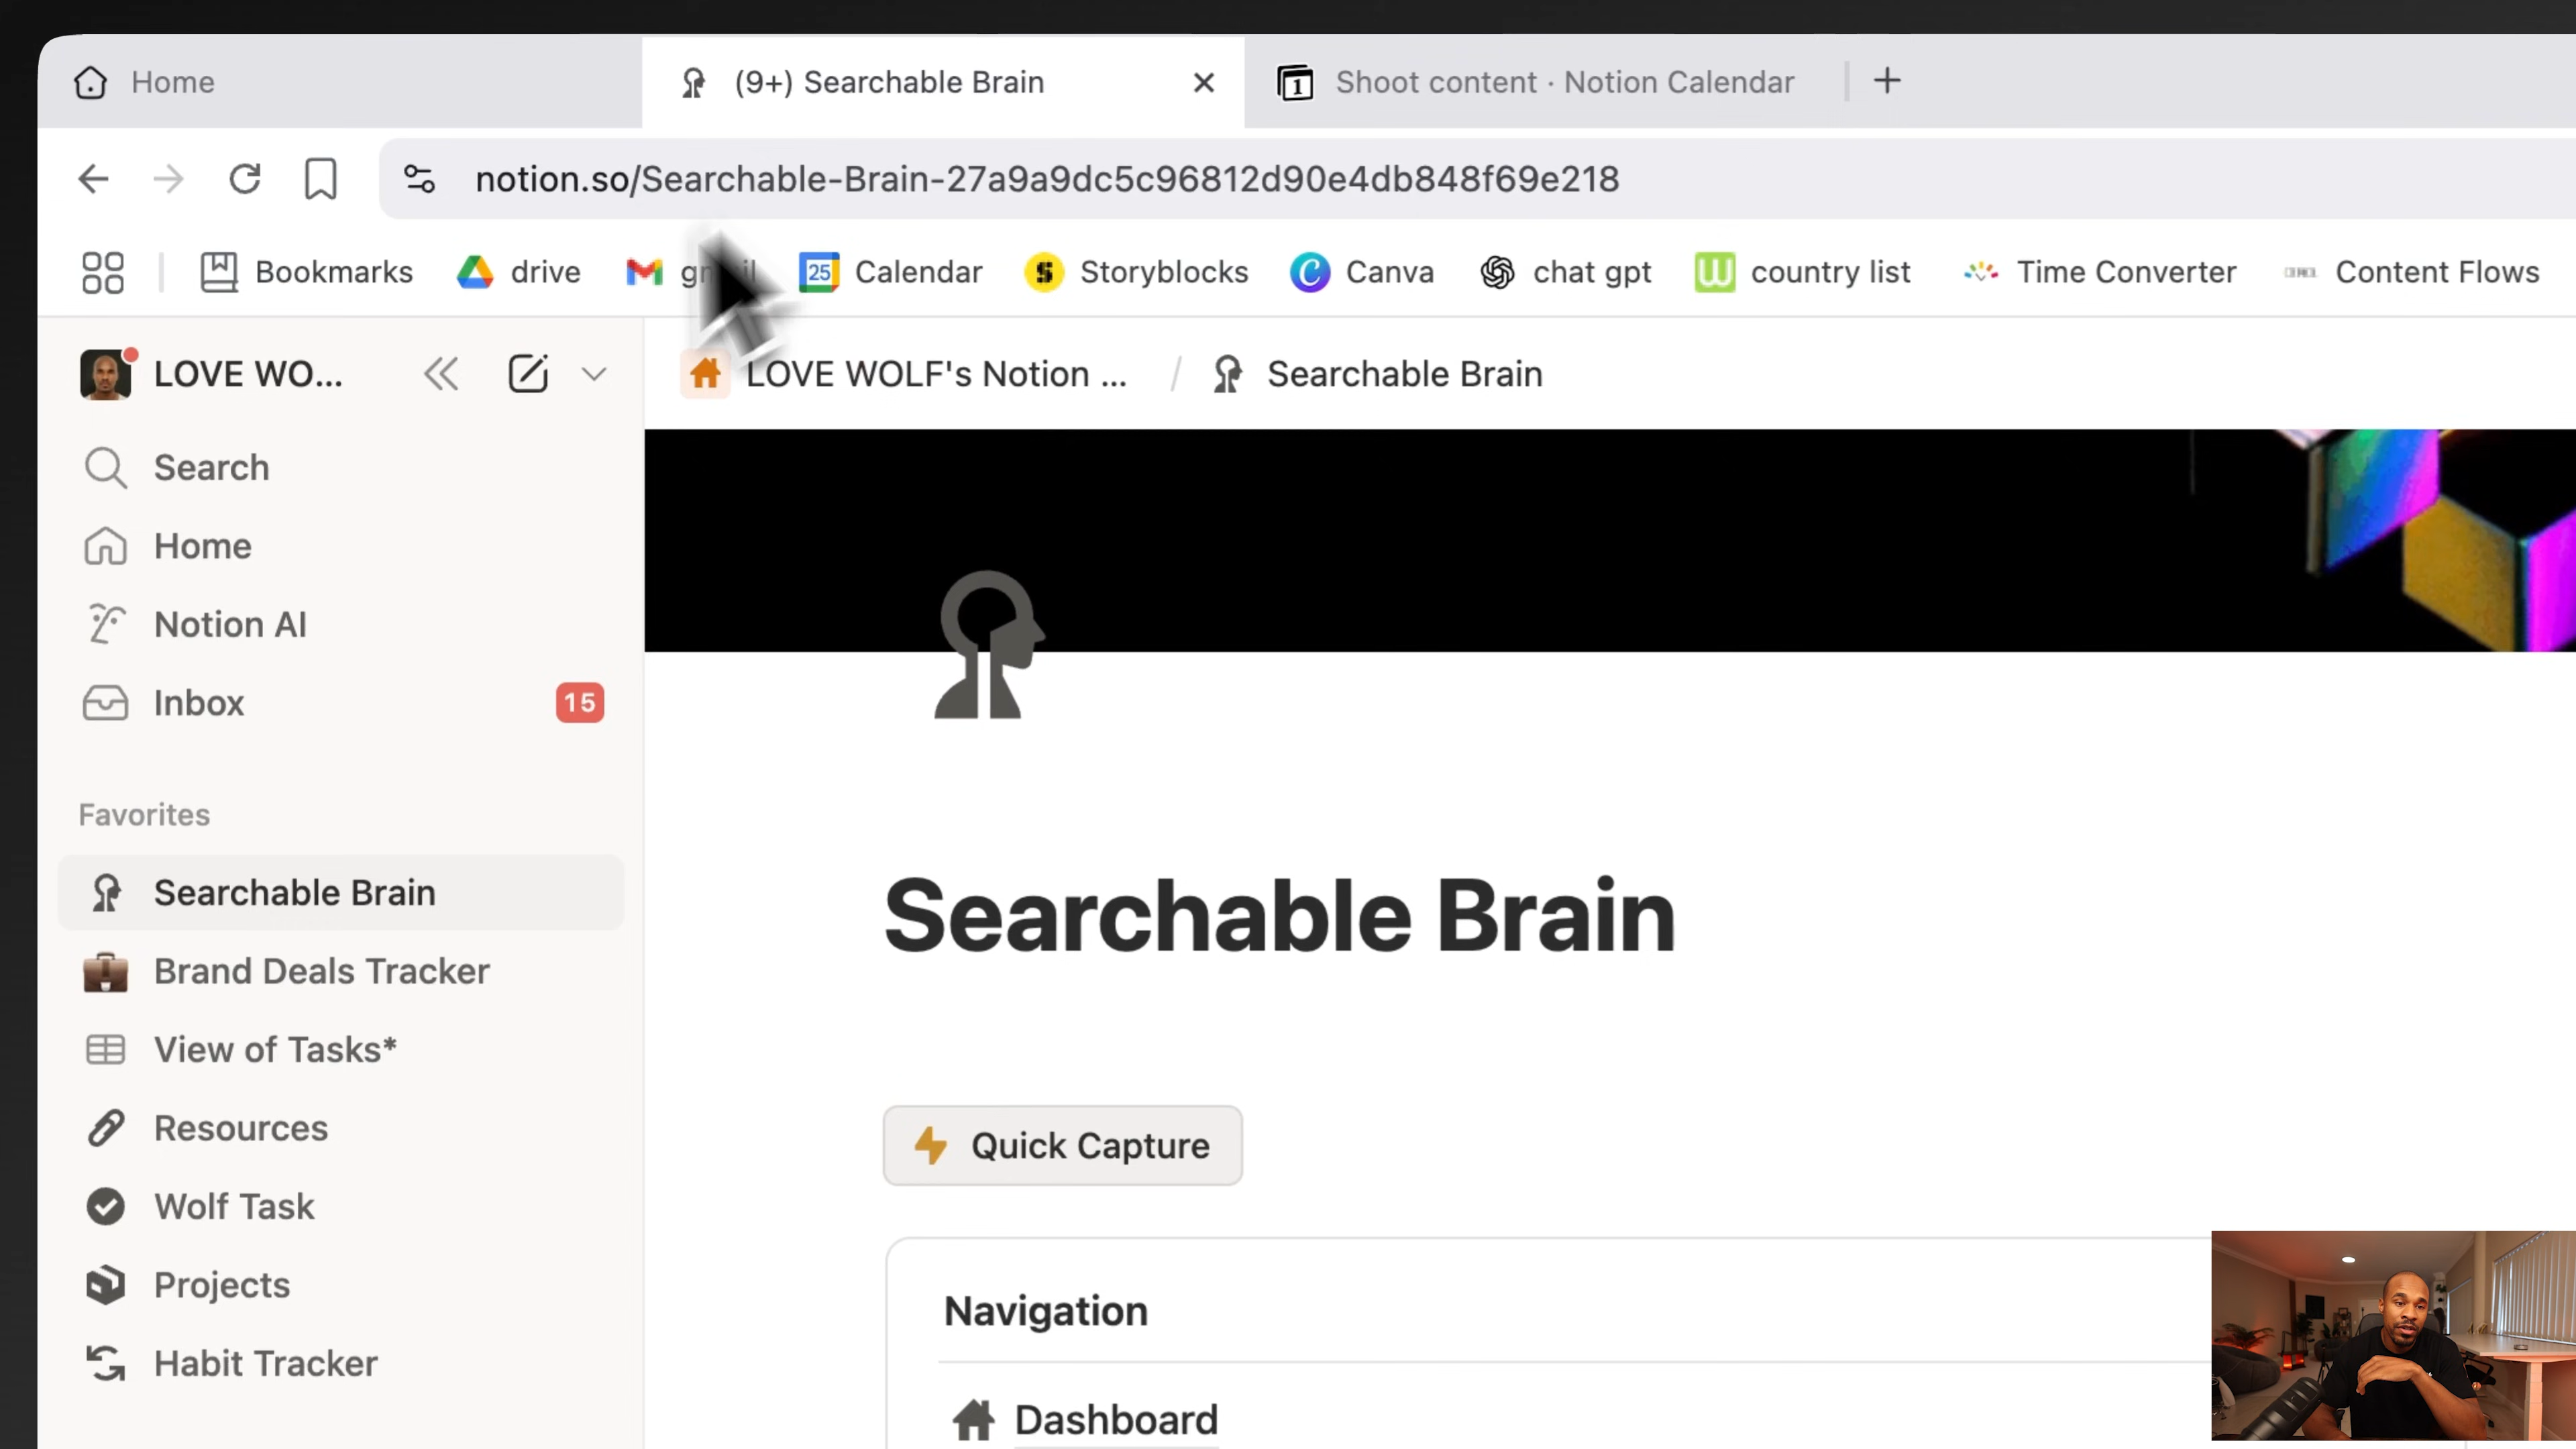 Home
(9+) Searchable Brain
Shoot content · Notion Calendar
notion.so/Searchable-Brain-27a9a9dc5c96812d90e4db848f69e218
Bookmarks
drive
25
Calendar
Storyblocks
Canva
chat gpt
country list
Time Converter
Content Flows
LOVE WO...
LOVE WOLF's Notion ... / Searchable Brain
Search
Home
Notion AI
Inbox
15
Favorites
Searchable Brain
Brand Deals Tracker
View of Tasks*
Resources
Wolf Task
Projects
Habit Tracker
Searchable Brain
Quick Capture
Navigation
Dashboard